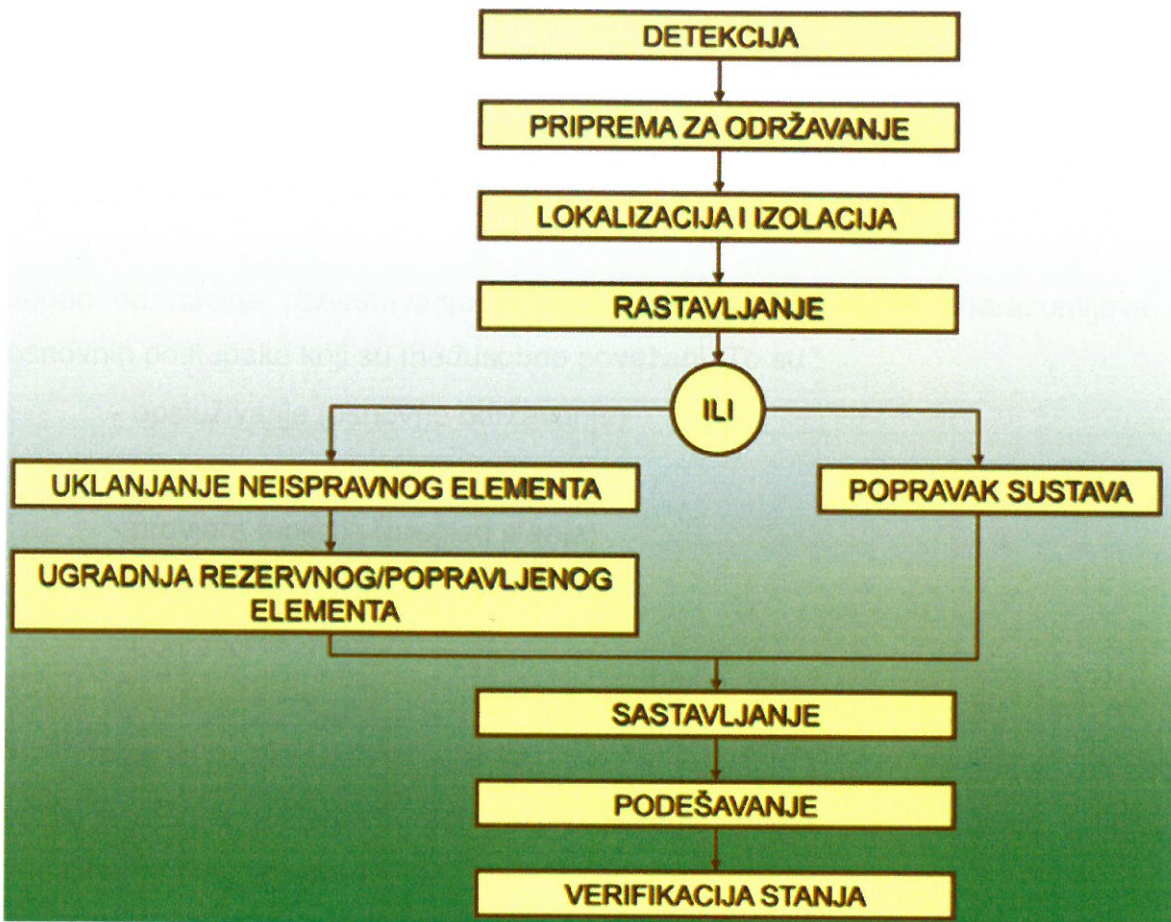 DETEKCIJA
PRIPREMA ZA ODRŽAVANJE
LOKALIZACIJA I IZOLACIJA
RASTAVLJANJE
ILI
UKLANJANJE NEISPRAVNOG ELEMENTA
POPRAVAK SUSTAVA
UGRADNJA REZERVNOG/POPRAVLJENOG
ELEMENTA
SASTAVLJANJE
PODEŠAVANJE
VERIFIKACIJA STANJA